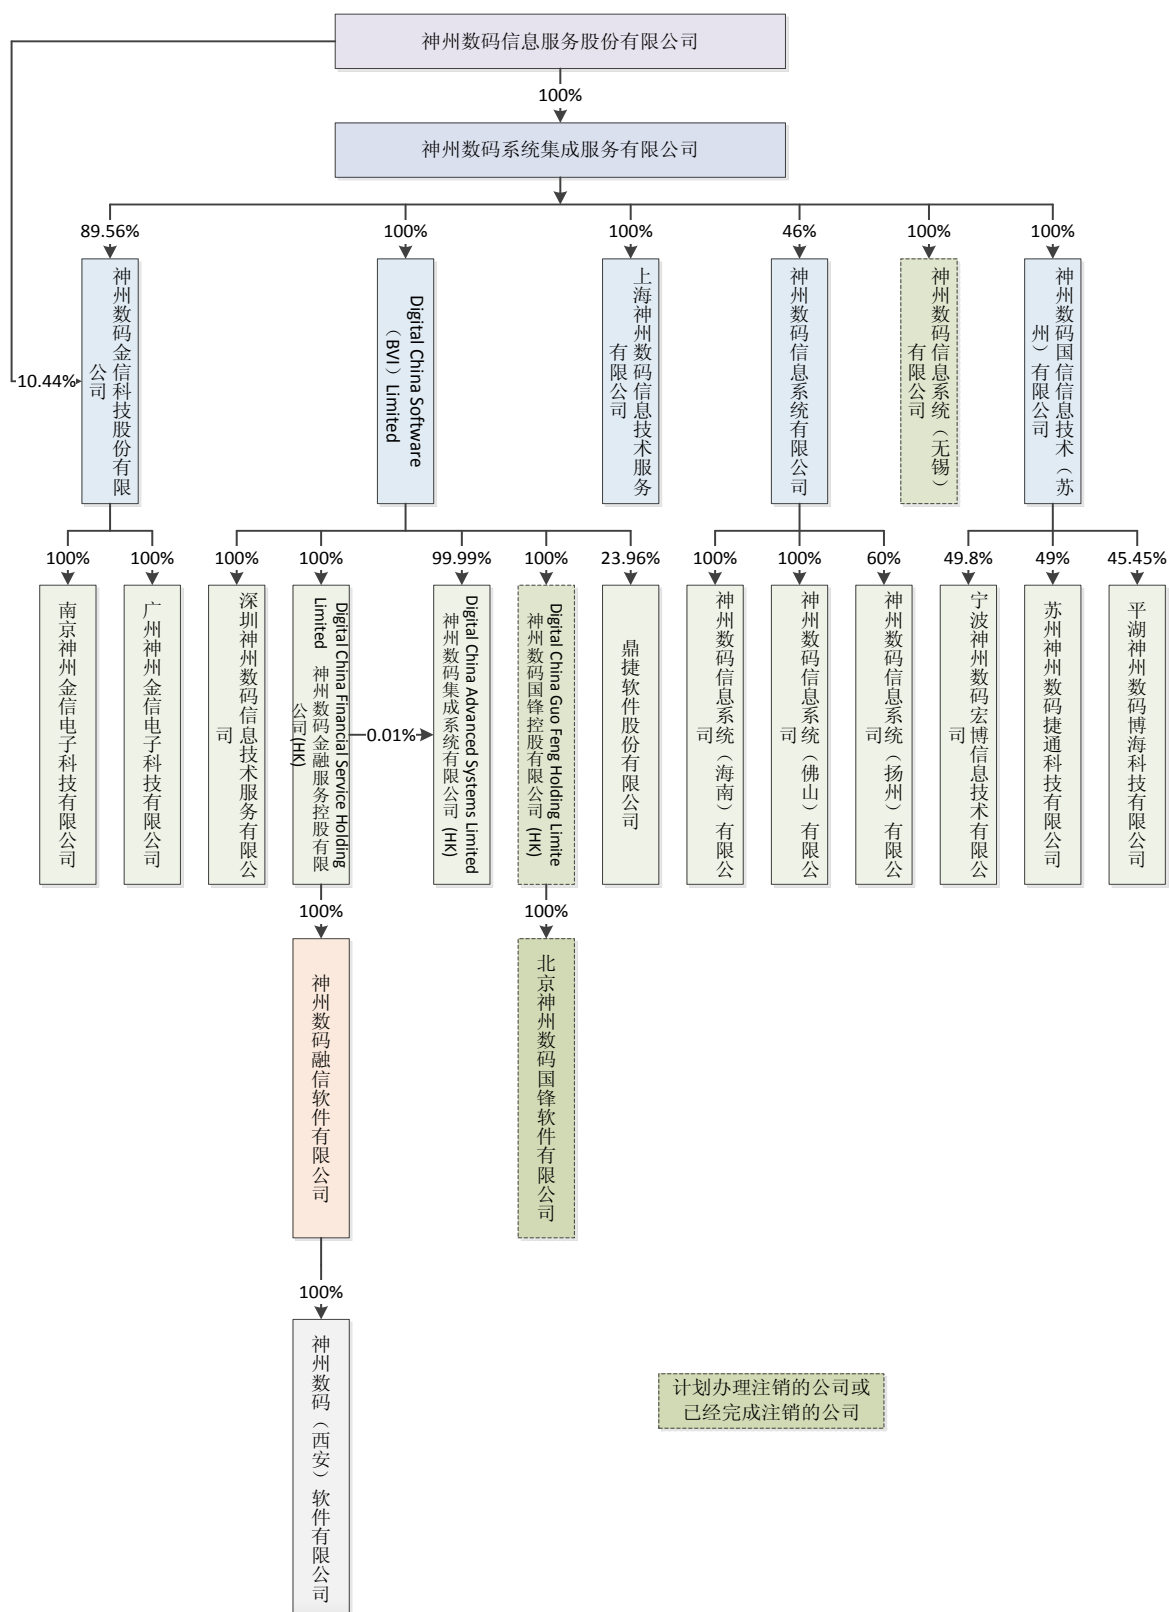 神州数码信息服务股份有限公司
100%
神州数码系统集成服务有限公司
89.56%
100%
100%
46%
100%
100%
10.44%
神州数码金信科技股份有限
公司
Digital China Software
（BVI）Limited
上海神州数码信息技术服务
有限公司
神州数码信息系统有限公司
神州数码信息系统（无锡）
有限公司
神州数码国信信息技术（苏
州）有限公司
100%
100%
100%
100%
99.99%
100%
23.96%
100%
100%
60%
49.8%
49%
45.45%
南京神州金信电子科技有限公司
广州神州金信电子科技有限公司
深圳神州数码信息技术服务有限公
司
Digital China Financial Service Holding
Limited 神州数码金融服务控股有限
公司(HK)
0.01%
Digital China Advanced Systems Limited
神州数码集成系统有限公司 (HK)
Digital China Guo Feng Holding Limite
神州数码国锋控股有限公司 (HK)
鼎捷软件股份有限公司
神州数码信息系统（海南）有限公
司
神州数码信息系统（佛山）有限公
司
神州数码信息系统（扬州）有限公
司
宁波神州数码宏博信息技术有限公
司
苏州神州数码捷通科技有限公司
平湖神州数码博海科技有限公司
100%
100%
神州数码融信软件有限公司
北京神州数码国锋软件有限公司
100%
神州数码（西安）软件有限公司
计划办理注销的公司或
已经完成注销的公司